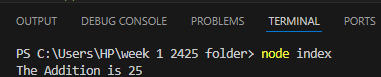 OUTPUT DEBUG CONSOLE PROBLEMS TERMINAL PORTS
PS C:\Users\HP\week 1 2425 folder> node index
The Addition is 25